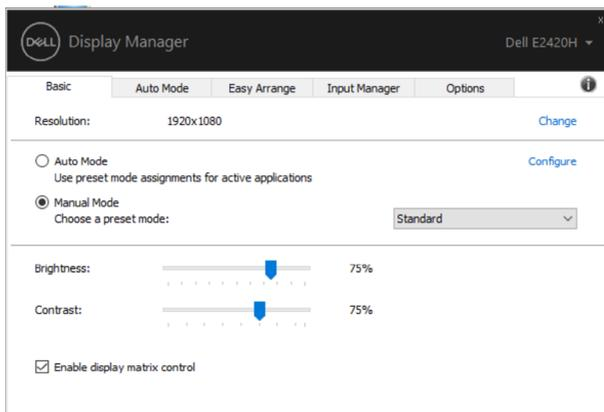 DELL Display Manager Dell E2420H
Basic Auto Mode Easy Arrange Input Manager Options
Resolution: 1920x1080 Change
Auto Mode Configure
Use preset mode assignments for active applications
Manual Mode
Choose a preset mode: Standard
Brightness: 75%
Contrast: 75%
Enable display matrix control